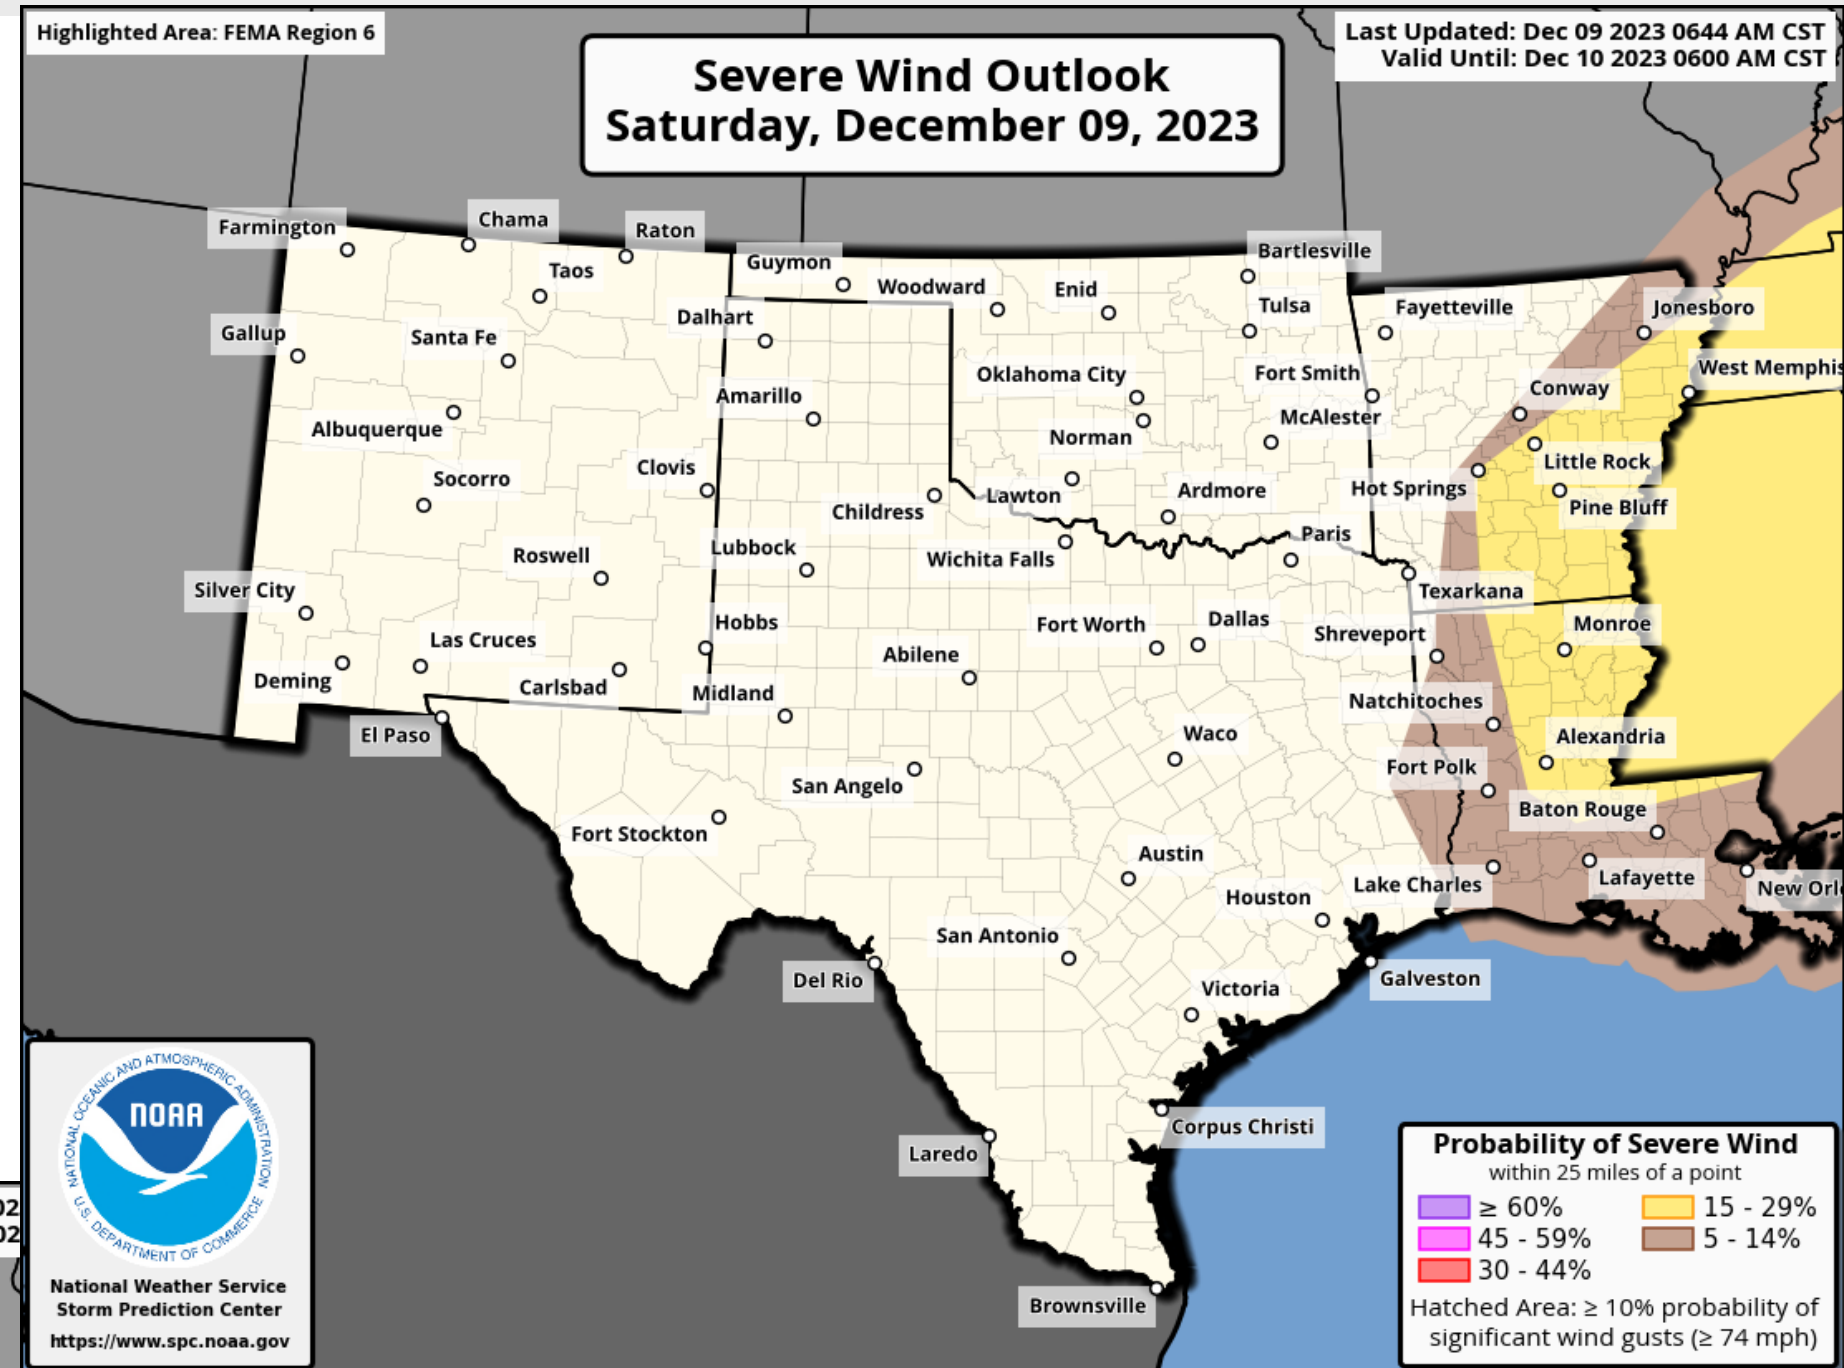 Highlighted Area: FEMA Region 6
Severe Wind Outlook
Saturday, December 09, 2023
Last Updated: Dec 09 2023 0644 AM CST
Valid Until: Dec 10 2023 0600 AM CST
Farmington
Chama
Raton
Taos
Guymon
Woodward
Enid
Bartlesville
Tulsa
Fayetteville
Jonesboro
Gallup
Santa Fe
Dalhart
Oklahoma City
Fort Smith
West Memphis
Albuquerque
Amarillo
Norman
McAlester
Conway
Socorro
Clovis
Childress
Lawton
Ardmore
Hot Springs
Little Rock
Pine Bluff
Roswell
Lubbock
Wichita Falls
Paris
Silver City
Texarkana
Las Cruces
Hobbs
Abilene
Fort Worth
Dallas
Shreveport
Monroe
Deming
Carlsbad
Midland
Natchitoches
El Paso
San Angelo
Waco
Alexandria
Fort Polk
Fort Stockton
Baton Rouge
Austin
Houston
Lake Charles
Lafayette
New Orl
San Antonio
Del Rio
Victoria
Galveston
Corpus Christi
Laredo
Brownsville
02
02
NATIONAL OCEANIC AND ATMOSPHERIC ADMINISTRATION
NOAA
U.S. DEPARTMENT OF COMMERCE
National Weather Service
Storm Prediction Center
https://www.spc.noaa.gov
Probability of Severe Wind
within 25 miles of a point
≥ 60%
15 - 29%
45 - 59%
5 - 14%
30 - 44%
Hatched Area: ≥ 10% probability of
significant wind gusts (≥ 74 mph)